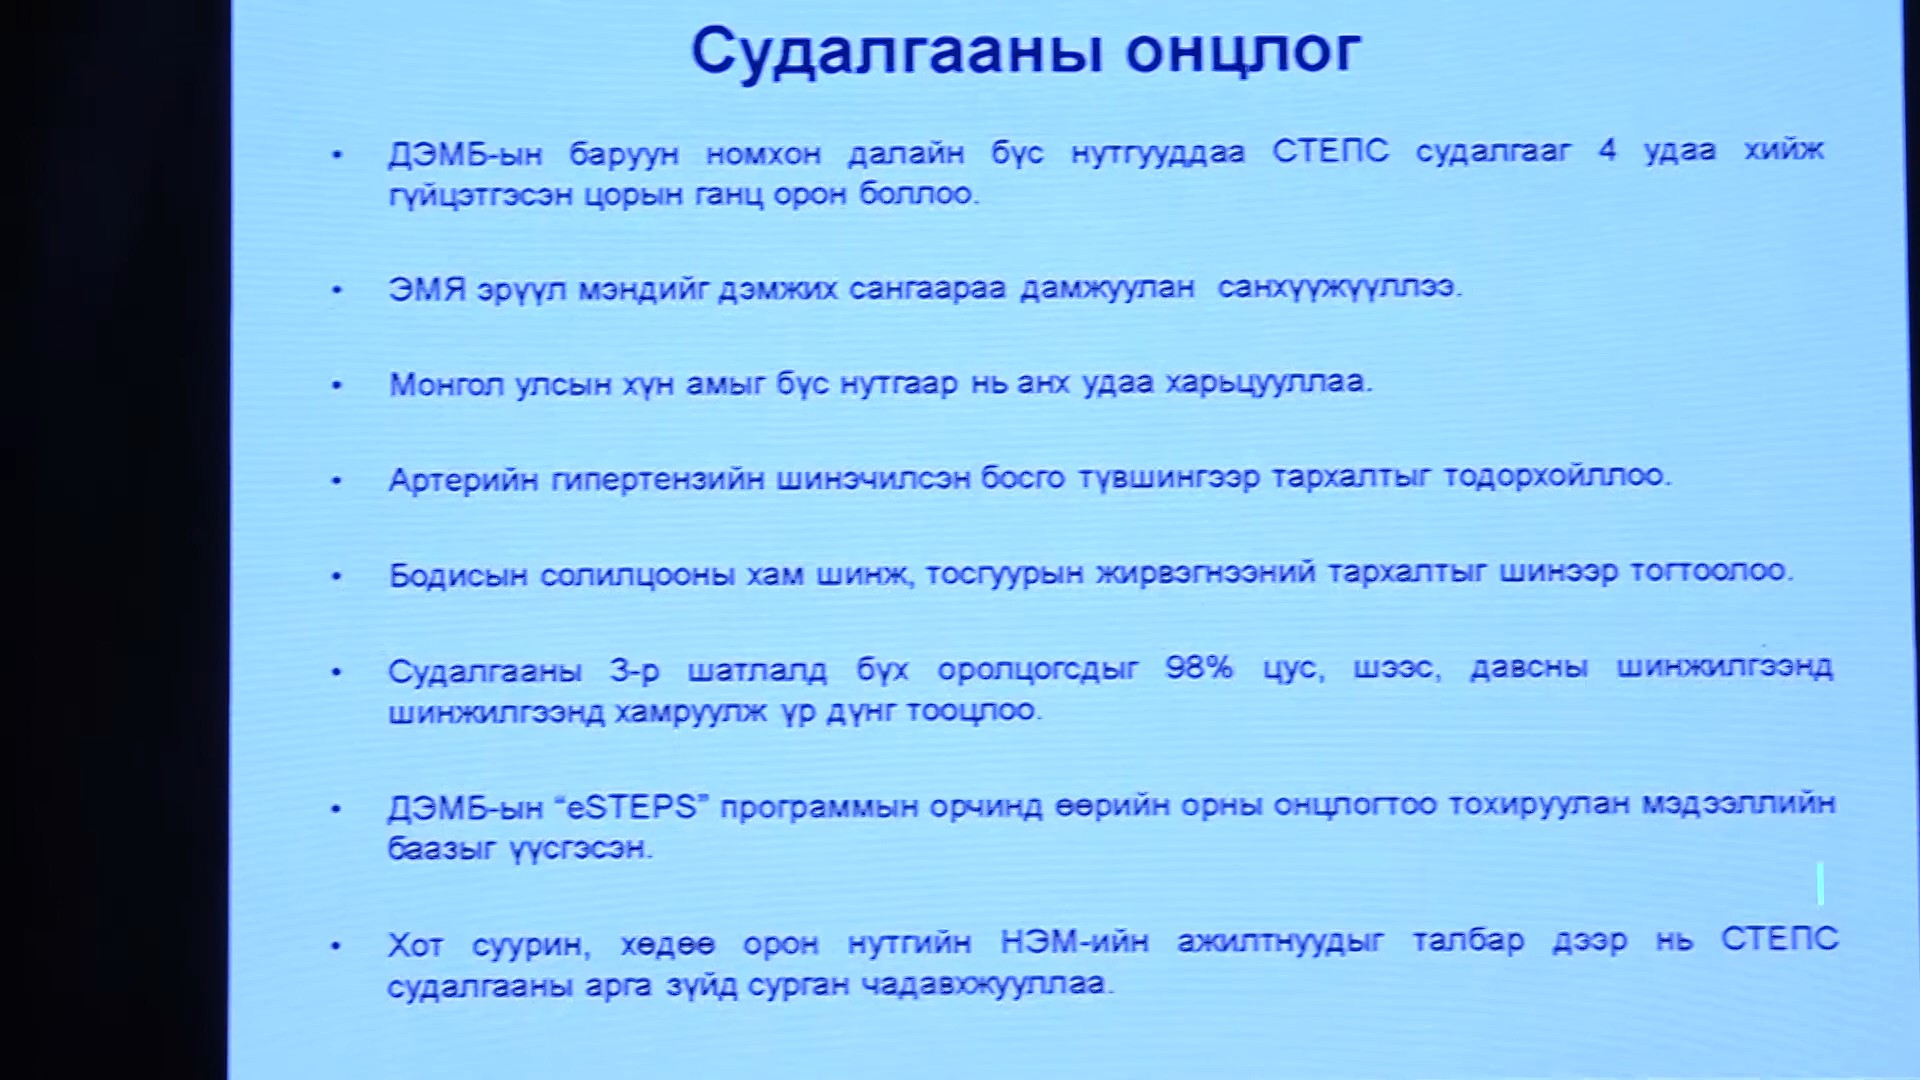 Судалгааны онцлог
• ДЭМБ-ын баруун номхон далайн бүс нутгууддаа СТЕПС судалгааг 4 удаа хийж
гүйцэтгэсэн цорын ганц орон боллоо.
• ЭМЯ эрүүл мэндийг дэмжих сангаараа дамжуулан санхүүжүүллээ.
• Монгол улсын хүн амыг бүс нутгаар нь анх удаа харьцууллаа.
• Артерийн гипертензийн шинэчилсэн босго түвшингээр тархалтыг тодорхойллоо.
• Бодисын солилцооны хам шинж, тосгуурын жирвэгнээний тархалтыг шинээр тогтоолоо.
• Судалгааны 3-р шатлалд бүх оролцогсдыг 98% цус, шээс, давсны шинжилгээнд
шинжилгээнд хамруулж үр дүнг тооцлоо.
• ДЭМБ-ын “eSTEPS” программын орчинд өөрийн орны онцлогтоо тохируулан мэдээллийн
баазыг үүсгэсэн.
• Хот суурин, хөдөө орон нутгийн НЭМ-ийн ажилтнуудыг талбар дээр нь СТЕПС
судалгааны арга зүйд сурган чадавхжууллаа.